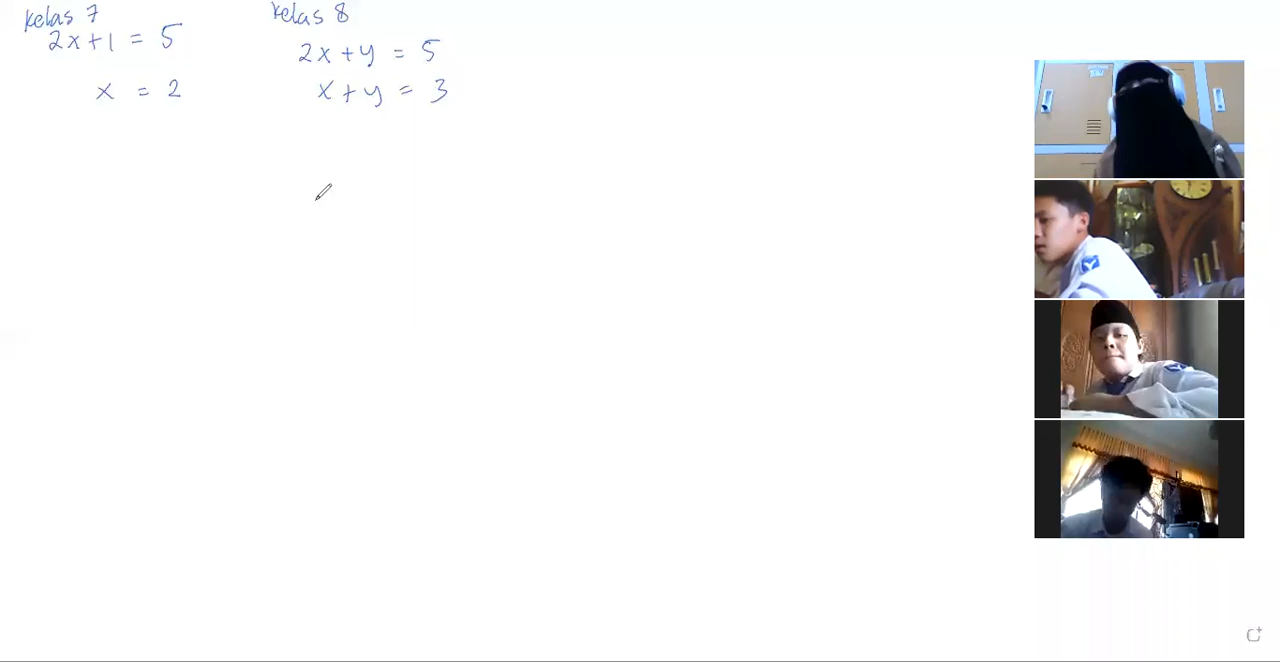 kelas 7
2x+1 = 5
x = 2
kelas 8
2x+y = 5
x+y = 3